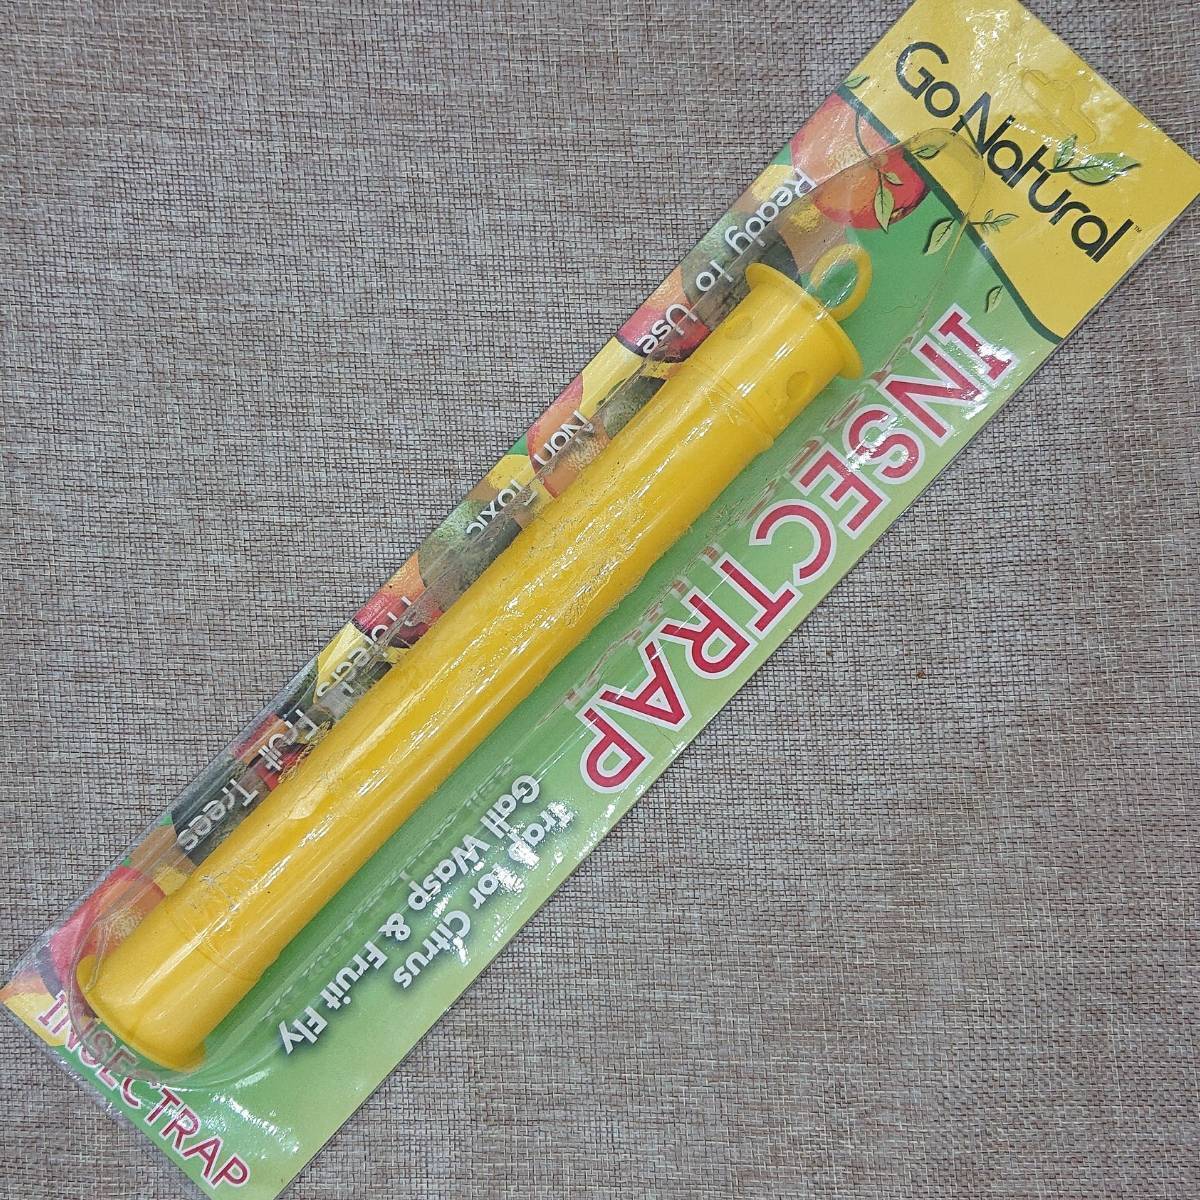 Go Natural™
INSECTRAP
Ready To Use
Non Toxic
Protects Fruit Trees
Trap for Citrus
Gall Wasp & Fruit Fly
INSECTRAP